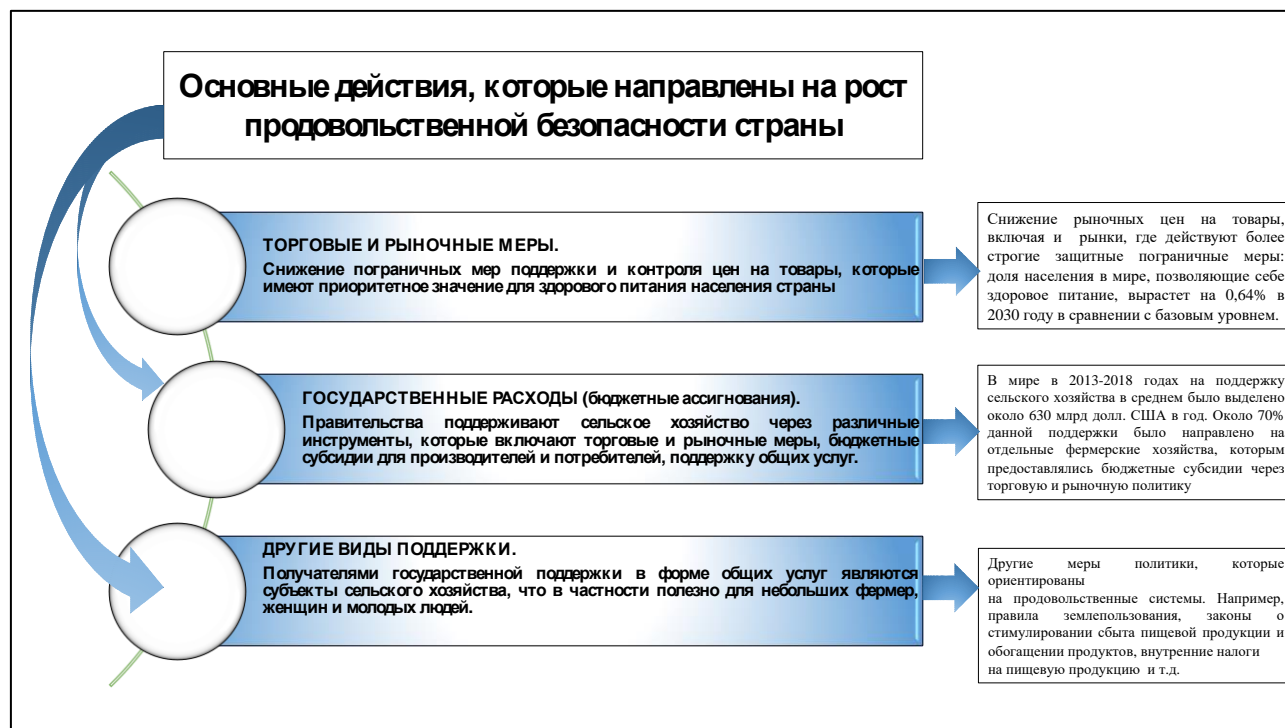 Основные действия, которые направлены на рост
продовольственной безопасности страны
ТОРГОВЫЕ И РЫНОЧНЫЕ МЕРЫ.
Снижение пограничных мер поддержки и контроля цен на товары, которые
имеют приоритетное значение для здорового питания населения страны
Снижение рыночных цен на товары,
включая и рынки, где действуют более
строгие защитные пограничные меры:
доля населения в мире, позволяющие себе
здоровое питание, вырастет на 0,64% в
2030 году в сравнении с базовым уровнем.
ГОСУДАРСТВЕННЫЕ РАСХОДЫ (бюджетные ассигнования).
Правительства поддерживают сельское хозяйство через различные
инструменты, которые включают торговые и рыночные меры, бюджетные
субсидии для производителей и потребителей, поддержку общих услуг.
В мире в 2013-2018 годах на поддержку
сельского хозяйства в среднем было выделено
около 630 млрд долл. США в год. Около 70%
данной поддержки было направлено на
отдельные фермерские хозяйства, которым
предоставлялись бюджетные субсидии через
торговую и рыночную политику
ДРУГИЕ ВИДЫ ПОДДЕРЖКИ.
Получателями государственной поддержки в форме общих услуг являются
субъекты сельского хозяйства, что в частности полезно для небольших фермер,
женщин и молодых людей.
Другие меры политики, которые
ориентированы
на продовольственные системы. Например,
правила землепользования, законы о
стимулировании сбыта пищевой продукции и
обогащении продуктов, внутренние налоги
на пищевую продукцию и т.д.